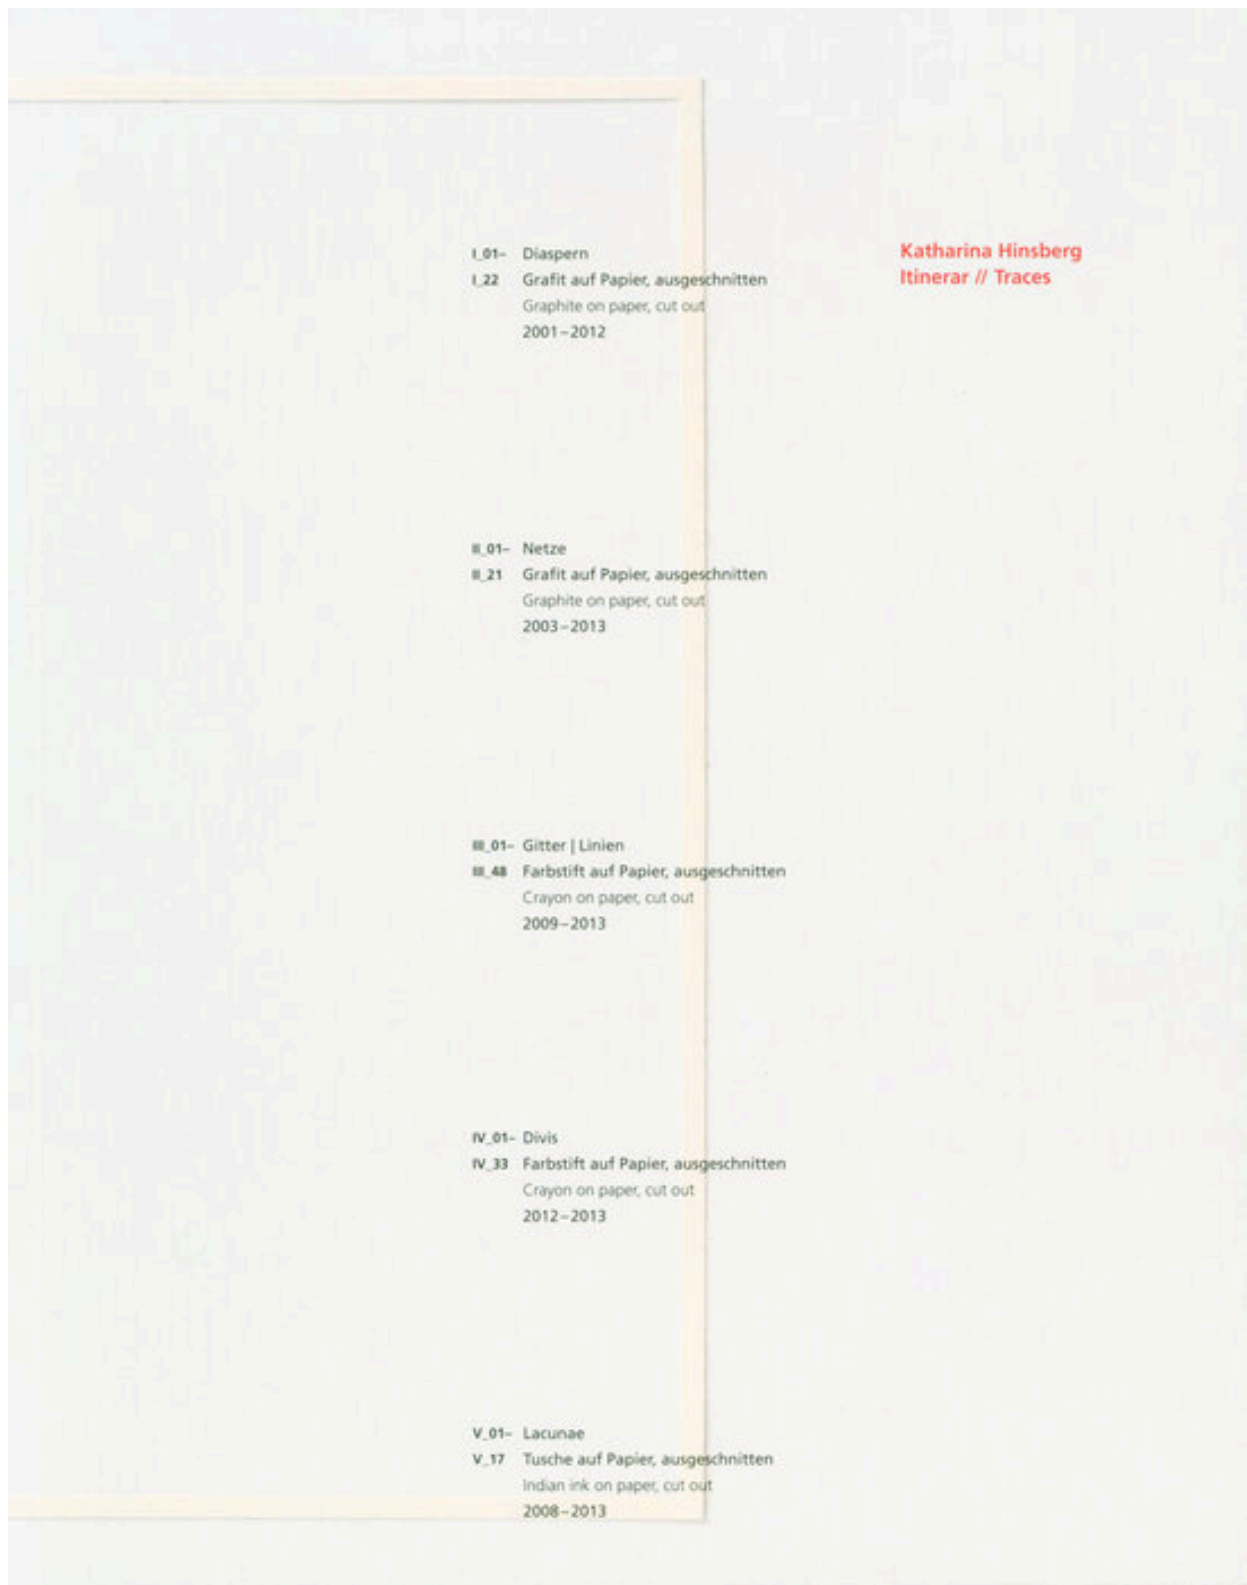 Katharina Hinsberg
Itinerar // Traces
I_01– Diaspern
I_22 Grafit auf Papier, ausgeschnitten
Graphite on paper, cut out
2001–2012
II_01– Netze
II_21 Grafit auf Papier, ausgeschnitten
Graphite on paper, cut out
2003–2013
III_01– Gitter | Linien
III_48 Farbstift auf Papier, ausgeschnitten
Crayon on paper, cut out
2009–2013
IV_01– Divis
IV_33 Farbstift auf Papier, ausgeschnitten
Crayon on paper, cut out
2012–2013
V_01– Lacunae
V_17 Tusche auf Papier, ausgeschnitten
Indian ink on paper, cut out
2008–2013